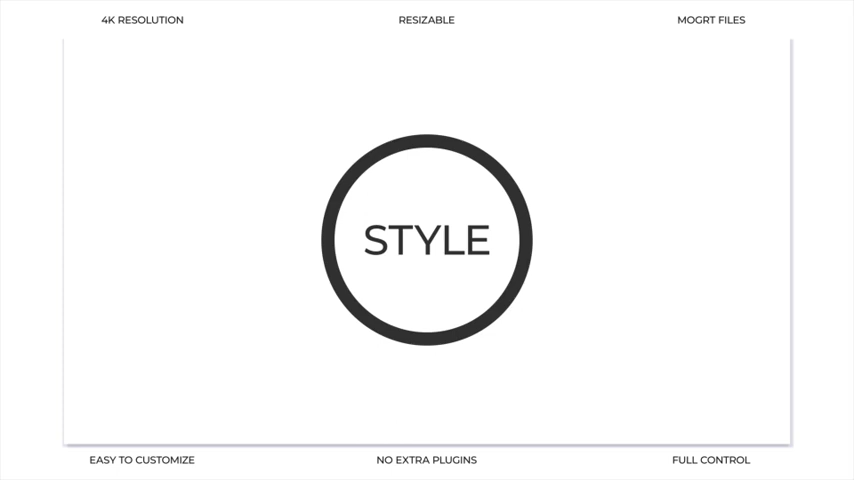 4K RESOLUTION
RESIZABLE
MOGRT FILES
STYLE
EASY TO CUSTOMIZE
NO EXTRA PLUGINS
FULL CONTROL